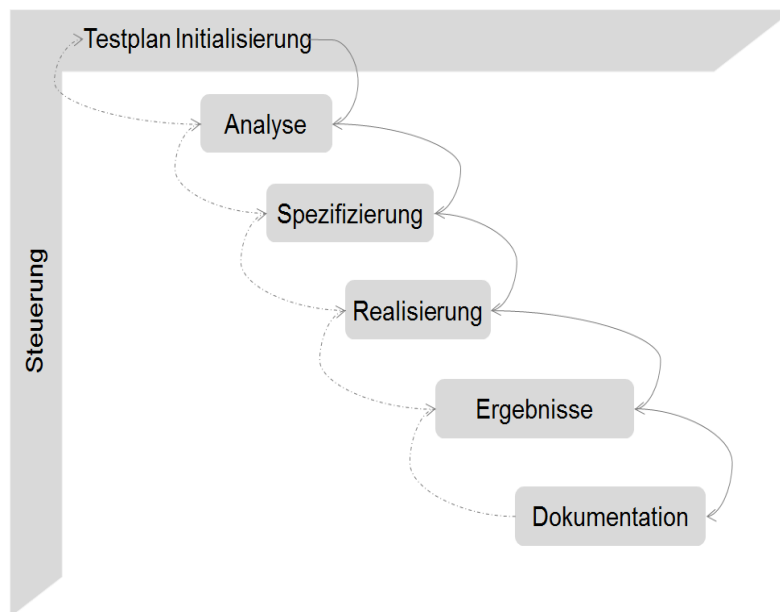 Testplan Initialisierung
Analyse
Spezifizierung
Steuerung
Realisierung
Ergebnisse
Dokumentation